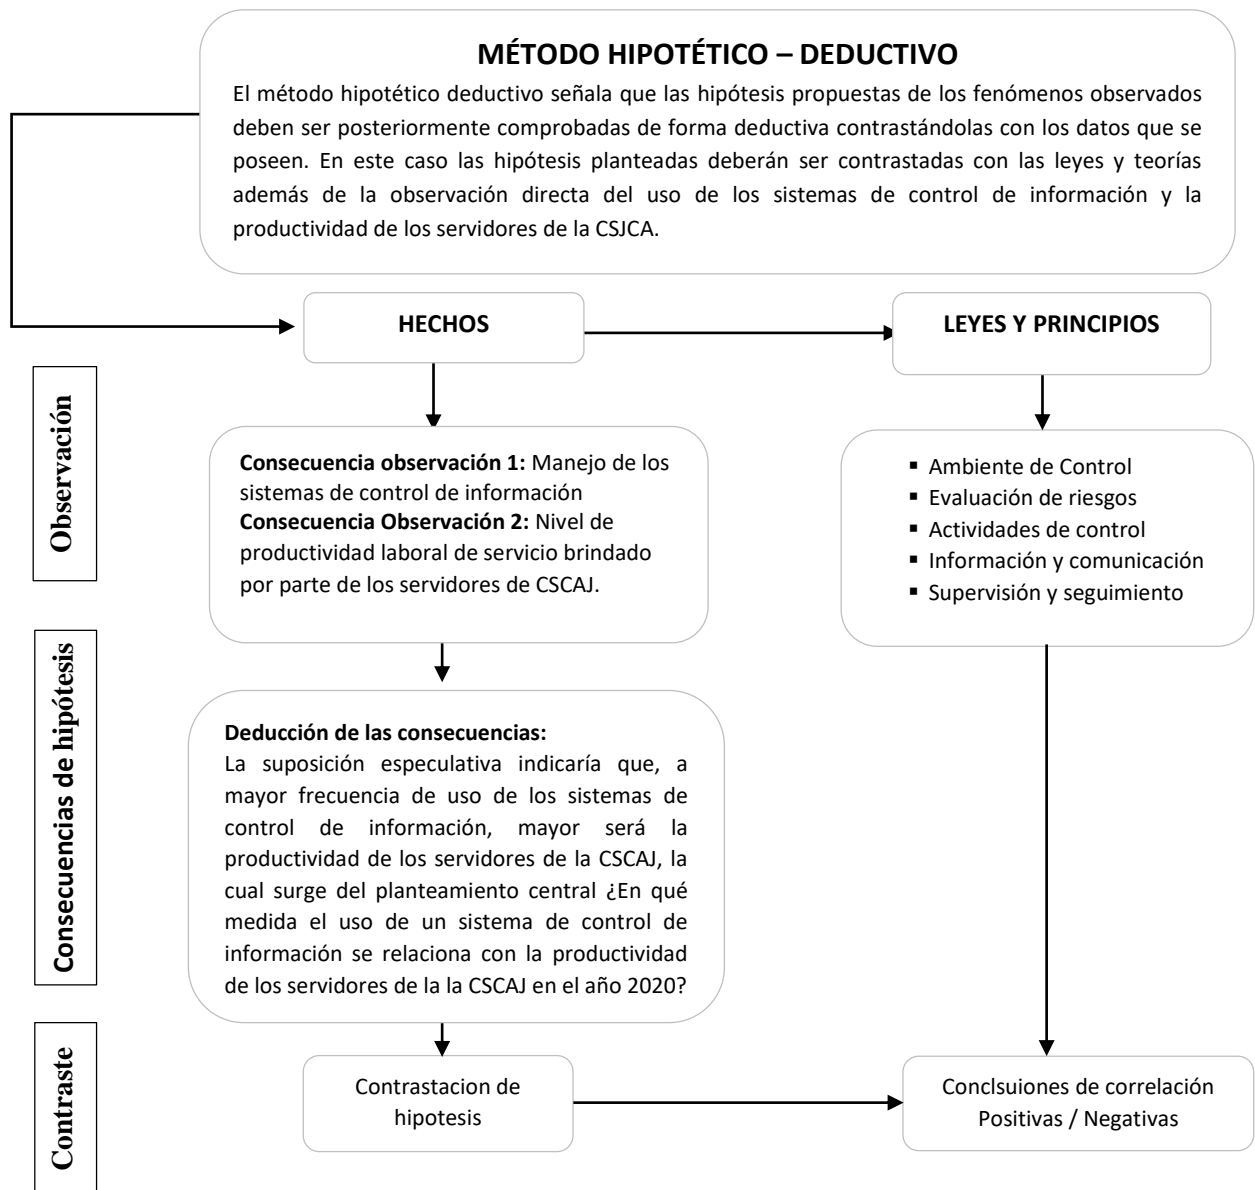 MÉTODO HIPOTÉTICO – DEDUCTIVO
El método hipotético deductivo señala que las hipótesis propuestas de los fenómenos observados
deben ser posteriormente comprobadas de forma deductiva contrastándolas con los datos que se
poseen. En este caso las hipótesis planteadas deberán ser contrastadas con las leyes y teorías
además de la observación directa del uso de los sistemas de control de información y la
productividad de los servidores de la CSJCA.
HECHOS
LEYES Y PRINCIPIOS
Observación
Consecuencia observación 1: Manejo de los
sistemas de control de información
Consecuencia Observación 2: Nivel de
productividad laboral de servicio brindado
por parte de los servidores de CSCAJ.
▪ Ambiente de Control
▪ Evaluación de riesgos
▪ Actividades de control
▪ Información y comunicación
▪ Supervisión y seguimiento
Consecuencias de hipótesis
Deducción de las consecuencias:
La suposición especulativa indicaría que, a
mayor frecuencia de uso de los sistemas de
control de información, mayor será la
productividad de los servidores de la CSCAJ, la
cual surge del planteamiento central ¿En qué
medida el uso de un sistema de control de
información se relaciona con la productividad
de los servidores de la la CSCAJ en el año 2020?
Contraste
Contrastacion de
hipotesis
Conclsuiones de correlación
Positivas / Negativas